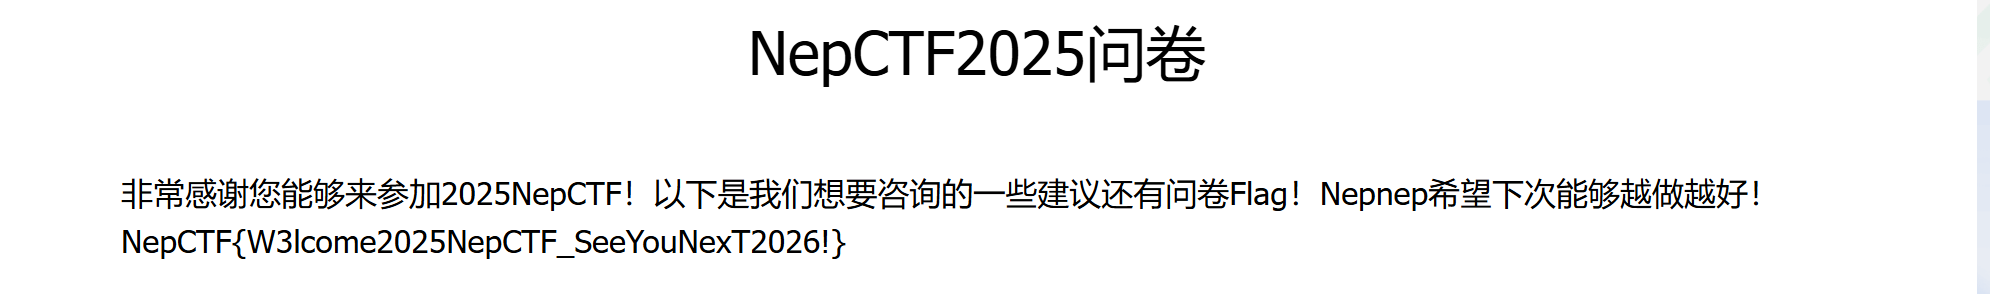 NepCTF2025问卷
非常感谢您能够来参加2025NepCTF！以下是我们想要咨询的一些建议还有问卷Flag！Nepnep希望下次能够越做越好！
NepCTF{W3lcome2025NepCTF_SeeYouNexT2026!}